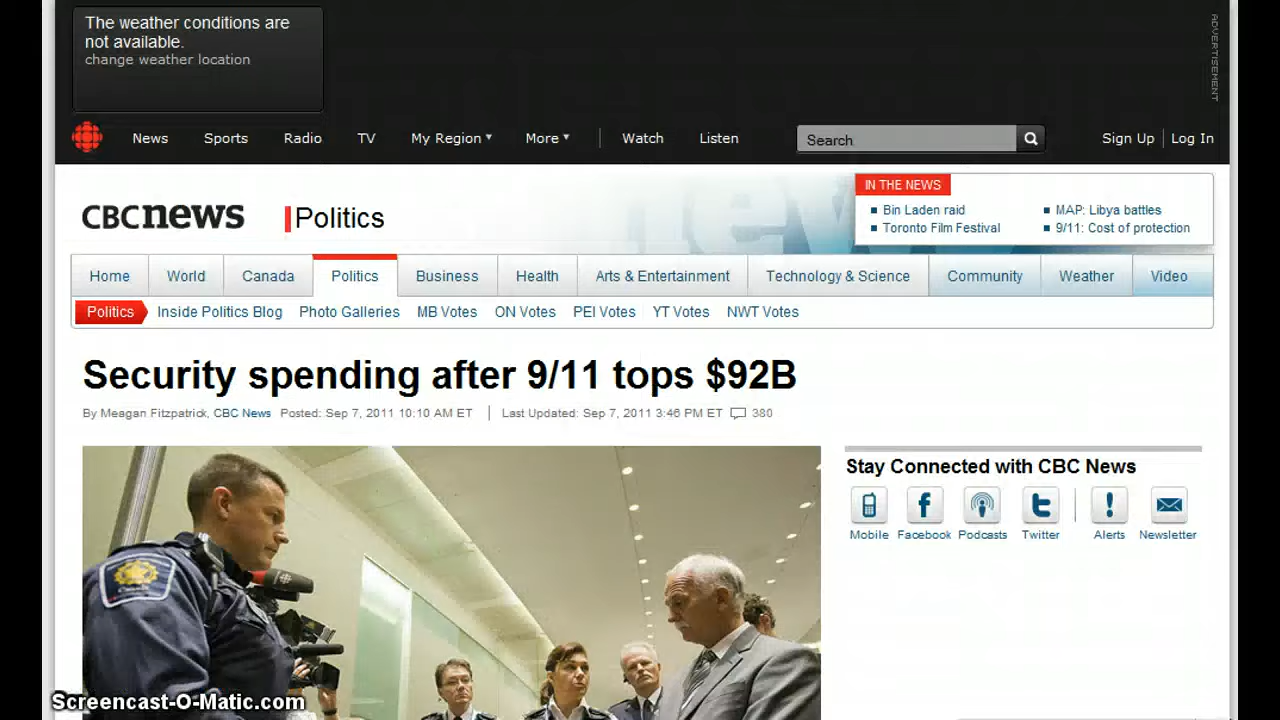 The weather conditions are
not available.
change weather location
ADVERTISEMENT
News Sports Radio TV My Region More Watch Listen Search Sign Up Log In
CBCnews Politics
IN THE NEWS
Bin Laden raid MAP: Libya battles
Toronto Film Festival 9/11: Cost of protection
Home World Canada Politics Business Health Arts & Entertainment Technology & Science Community Weather Video
Politics Inside Politics Blog Photo Galleries MB Votes ON Votes PEI Votes YT Votes NWT Votes
Security spending after 9/11 tops $92B
By Meagan Fitzpatrick, CBC News Posted: Sep 7, 2011 10:10 AM ET | Last Updated: Sep 7, 2011 3:46 PM ET 380
Stay Connected with CBC News
Mobile Facebook Podcasts Twitter Alerts Newsletter
Canada
Screencast-O-Matic.com